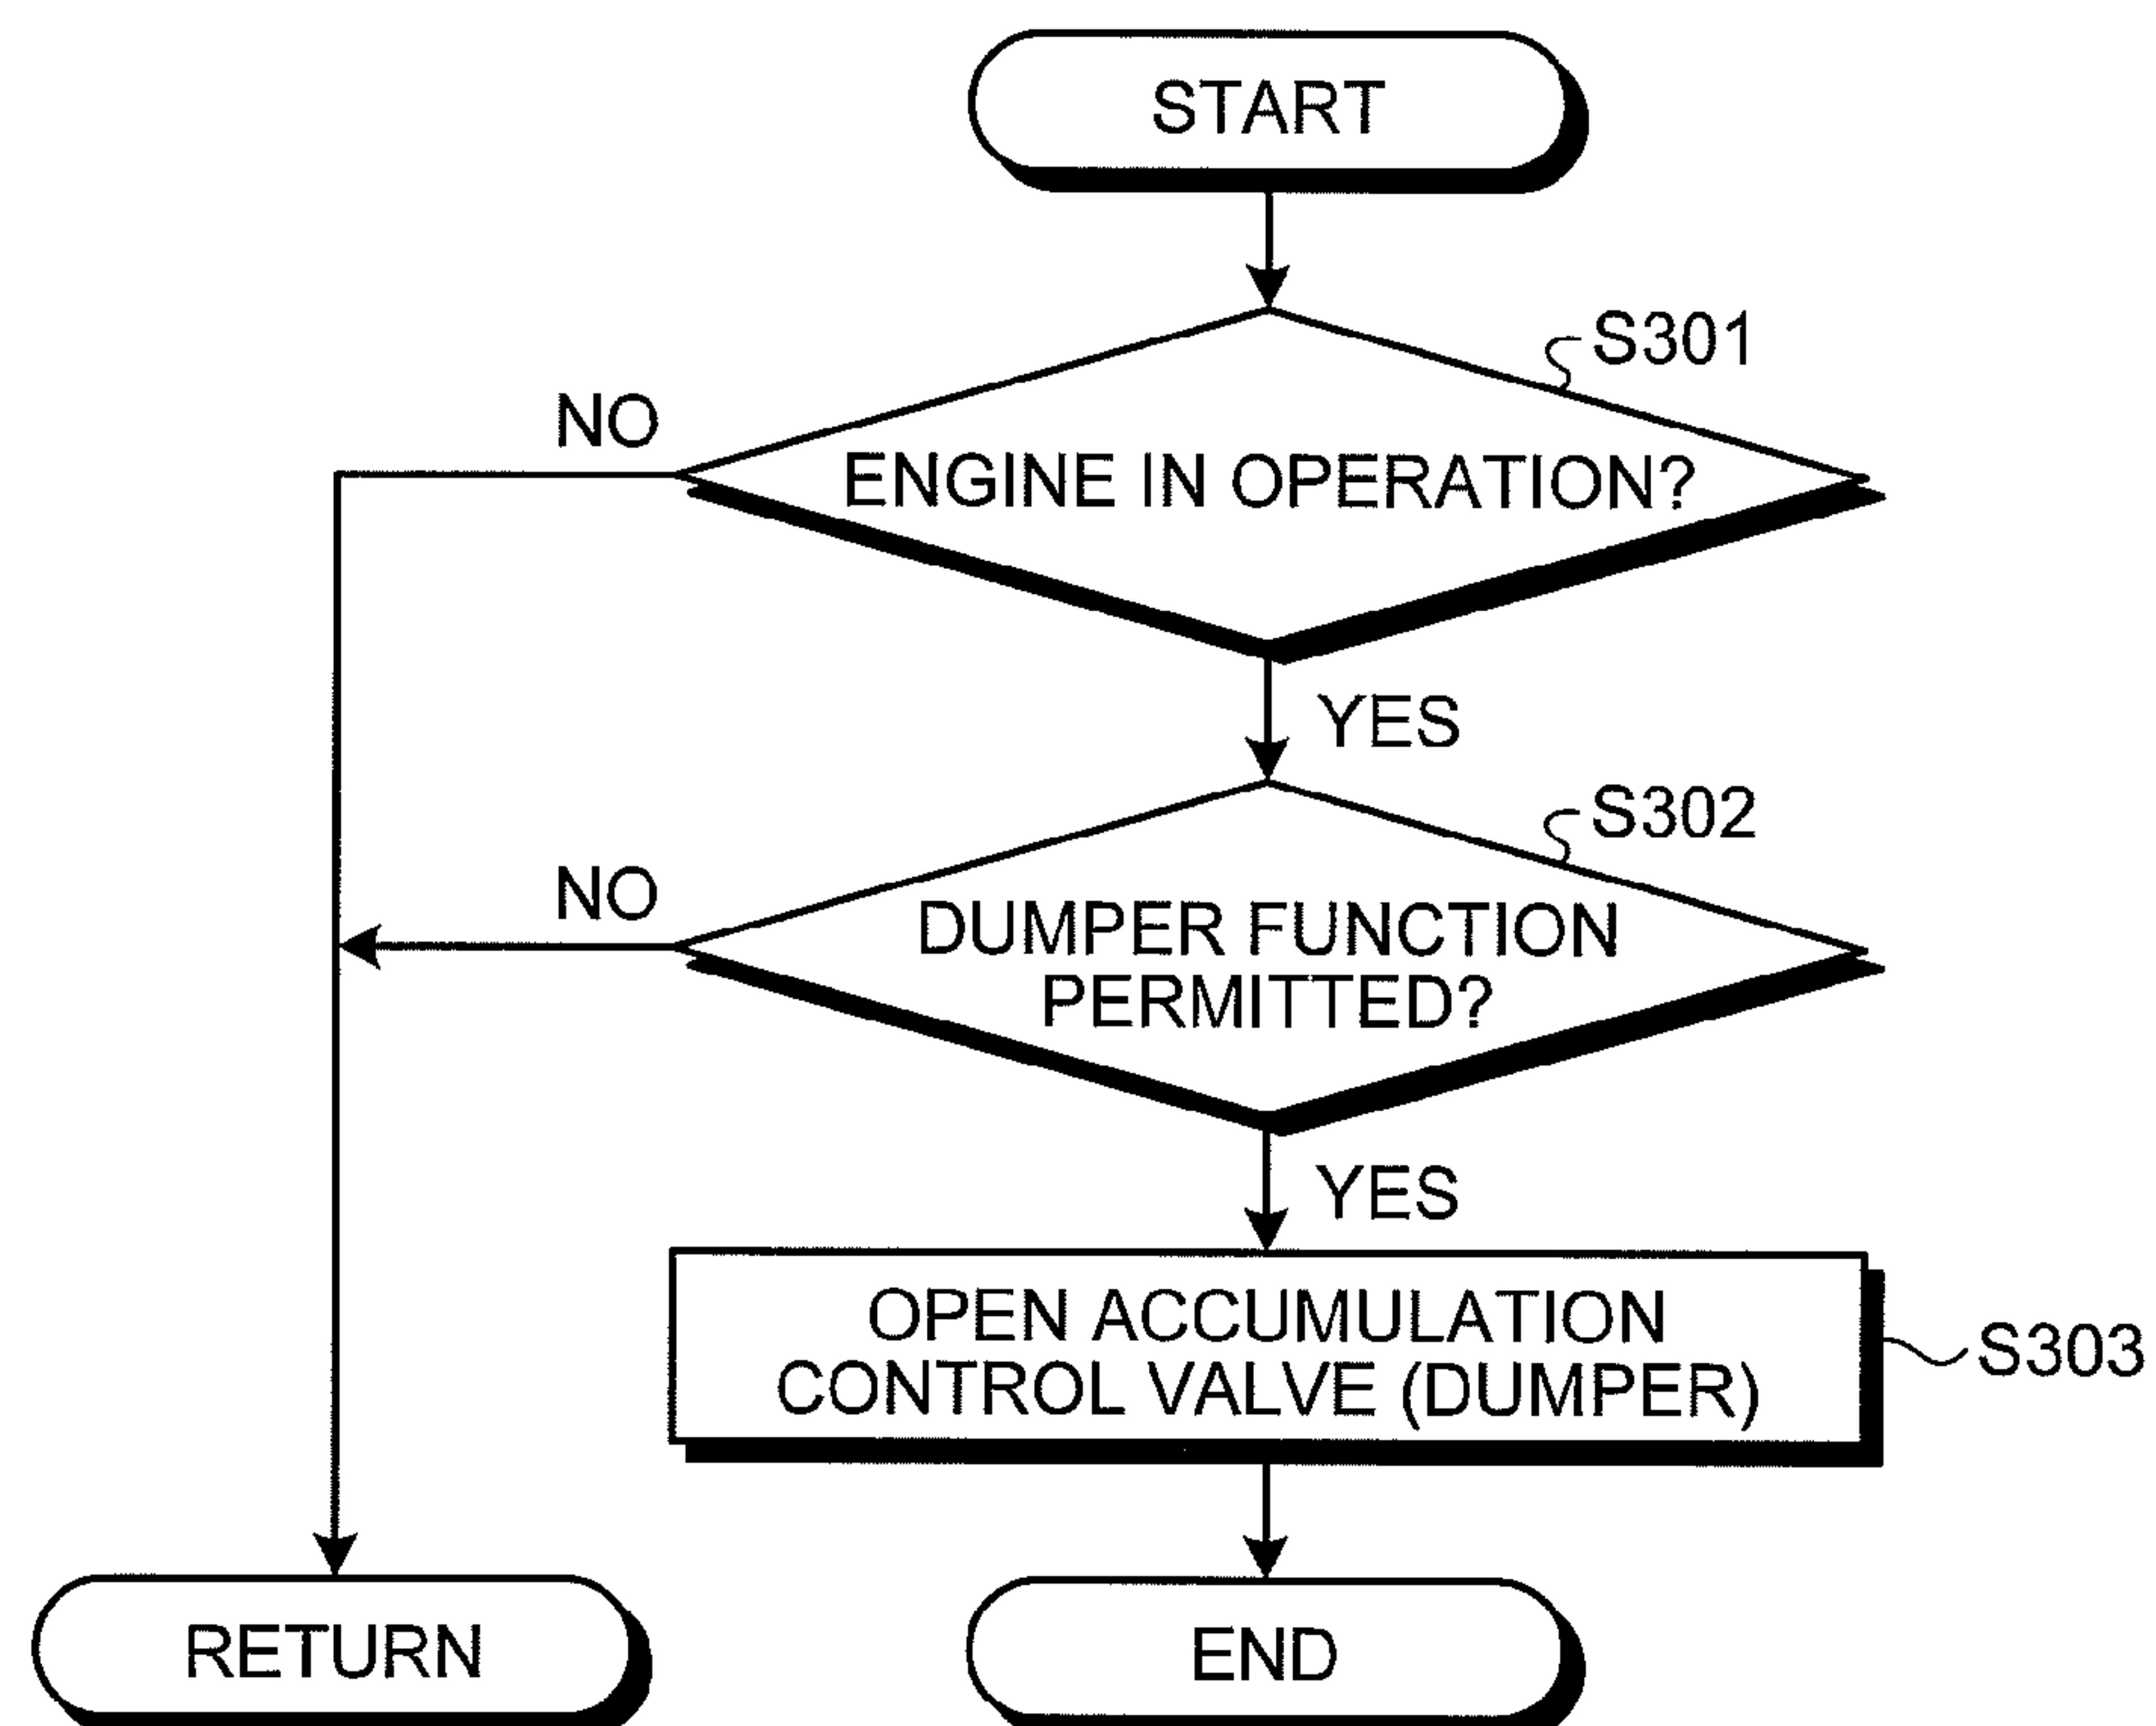 START
S301
NO
ENGINE IN OPERATION?
YES
S302
NO
DUMPER FUNCTION
PERMITTED?
YES
OPEN ACCUMULATION
CONTROL VALVE (DUMPER)
S303
RETURN
END